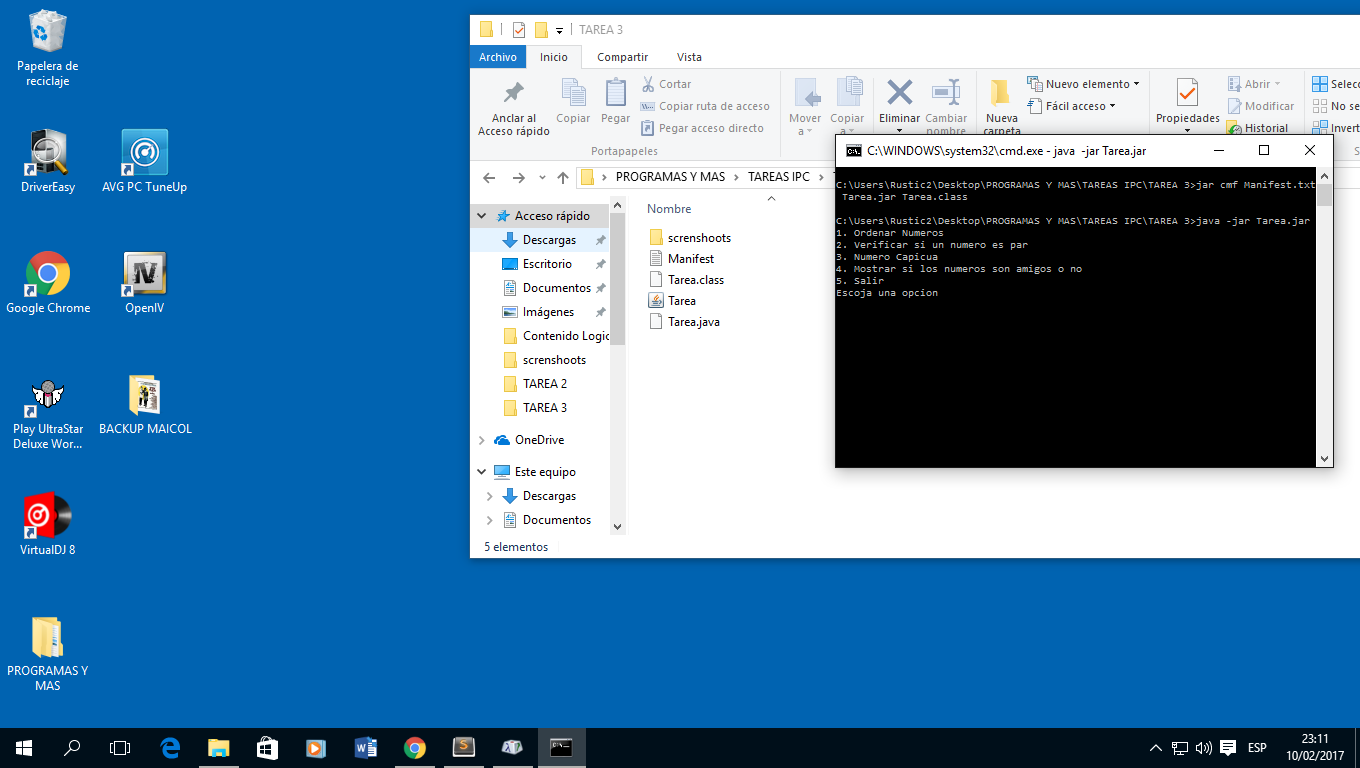 Papelera de
reciclaje
DriverEasy
AVG PC TuneUp
Google Chrome
OpenIV
Play UltraStar
Deluxe Wor...
BACKUP MAICOL
VirtualDJ 8
PROGRAMAS Y
MAS
TAREA 3
Archivo
Inicio
Compartir
Vista
Anclar al
Acceso rápido
Copiar
Pegar
Cortar
Copiar ruta de acceso
Pegar acceso directo
Portapapeles
Mover
a
Copiar
a
Eliminar
Cambiar
nombre
Nueva
carpeta
Nuevo elemento
Fácil acceso
Propiedades
Abrir
Modificar
Historial
Selec
No se
Invert
PROGRAMAS Y MAS
TAREAS IPC
Acceso rápido
Descargas
Escritorio
Documentos
Imágenes
Contenido Logic
screnshoots
TAREA 2
TAREA 3
OneDrive
Este equipo
Descargas
Documentos
Nombre
screnshoots
Manifest
Tarea.class
Tarea
Tarea.java
5 elementos
C:\WINDOWS\system32\cmd.exe - java -jar Tarea.jar
C:\Users\Rustic2\Desktop\PROGRAMAS Y MAS\TAREAS IPC\TAREA 3>jar cmf Manifest.txt
Tarea.jar Tarea.class
C:\Users\Rustic2\Desktop\PROGRAMAS Y MAS\TAREAS IPC\TAREA 3>java -jar Tarea.jar
1. Ordenar Numeros
2. Verificar si un numero es par
3. Numero Capicua
4. Mostrar si los numeros son amigos o no
5. Salir
Escoja una opcion
ESP
23:11
10/02/2017